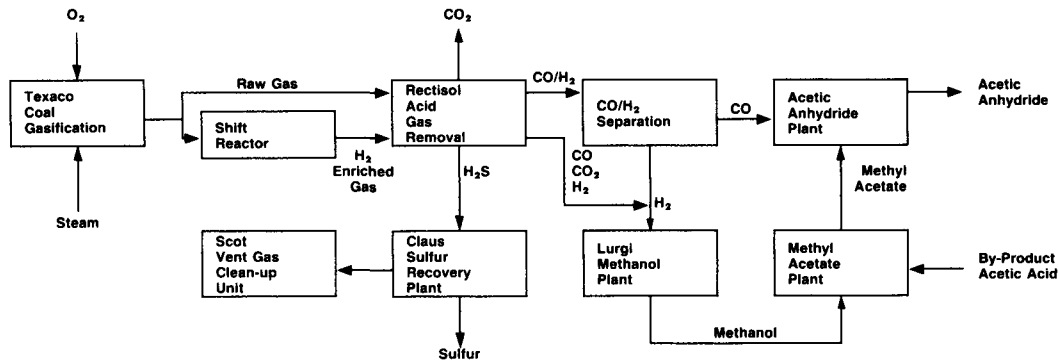 O2
CO2
Texaco
Coal
Gasification
Steam
Raw Gas
Shift
Reactor
H2
Enriched
Gas
Rectisol
Acid
Gas
Removal
CO/H2
CO/H2
Separation
CO
Acetic
Anhydride
Plant
Acetic
Anhydride
H2S
CO
CO2
H2
H2
Methyl
Acetate
Scot
Vent Gas
Clean-up
Unit
Claus
Sulfur
Recovery
Plant
Sulfur
Lurgi
Methanol
Plant
Methanol
Methyl
Acetate
Plant
By-Product
Acetic Acid